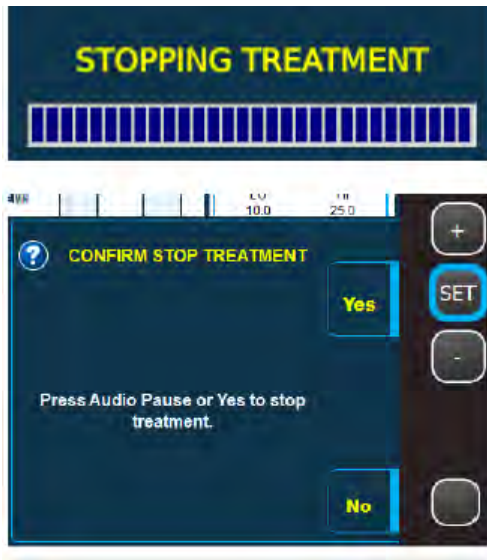 STOPPING TREATMENT
10.0 25.0
+
CONFIRM STOP TREATMENT
?
Yes
SET
-
Press Audio Pause or Yes to stop
treatment.
No